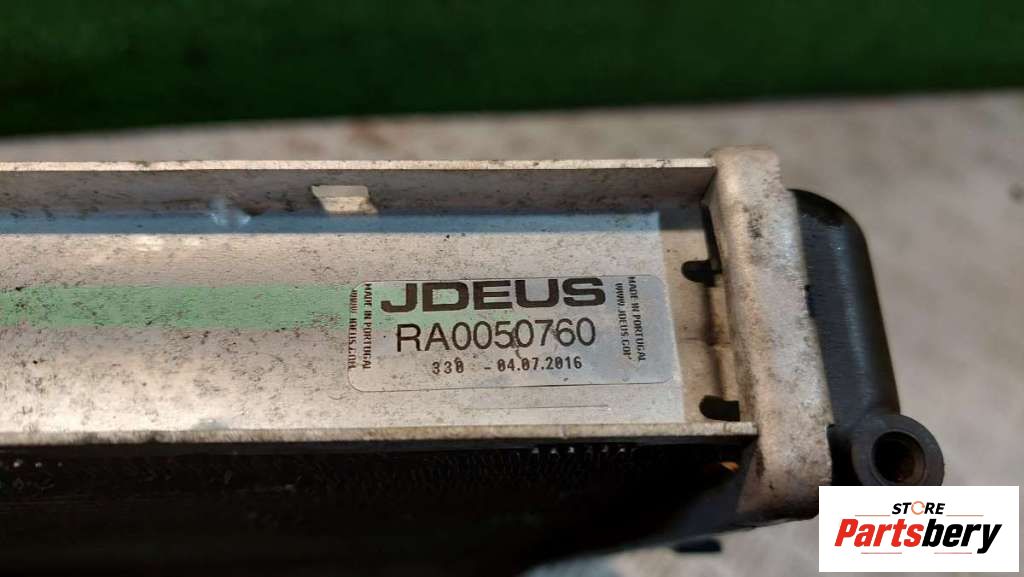 JDEUS
RA0050760
330 - 04.07.2016
MADE IN PORTUGAL
WWW.JDEUS.COM
MADE IN PORTUGAL
WWW.JDEUS.COM
STORE
Partsbery